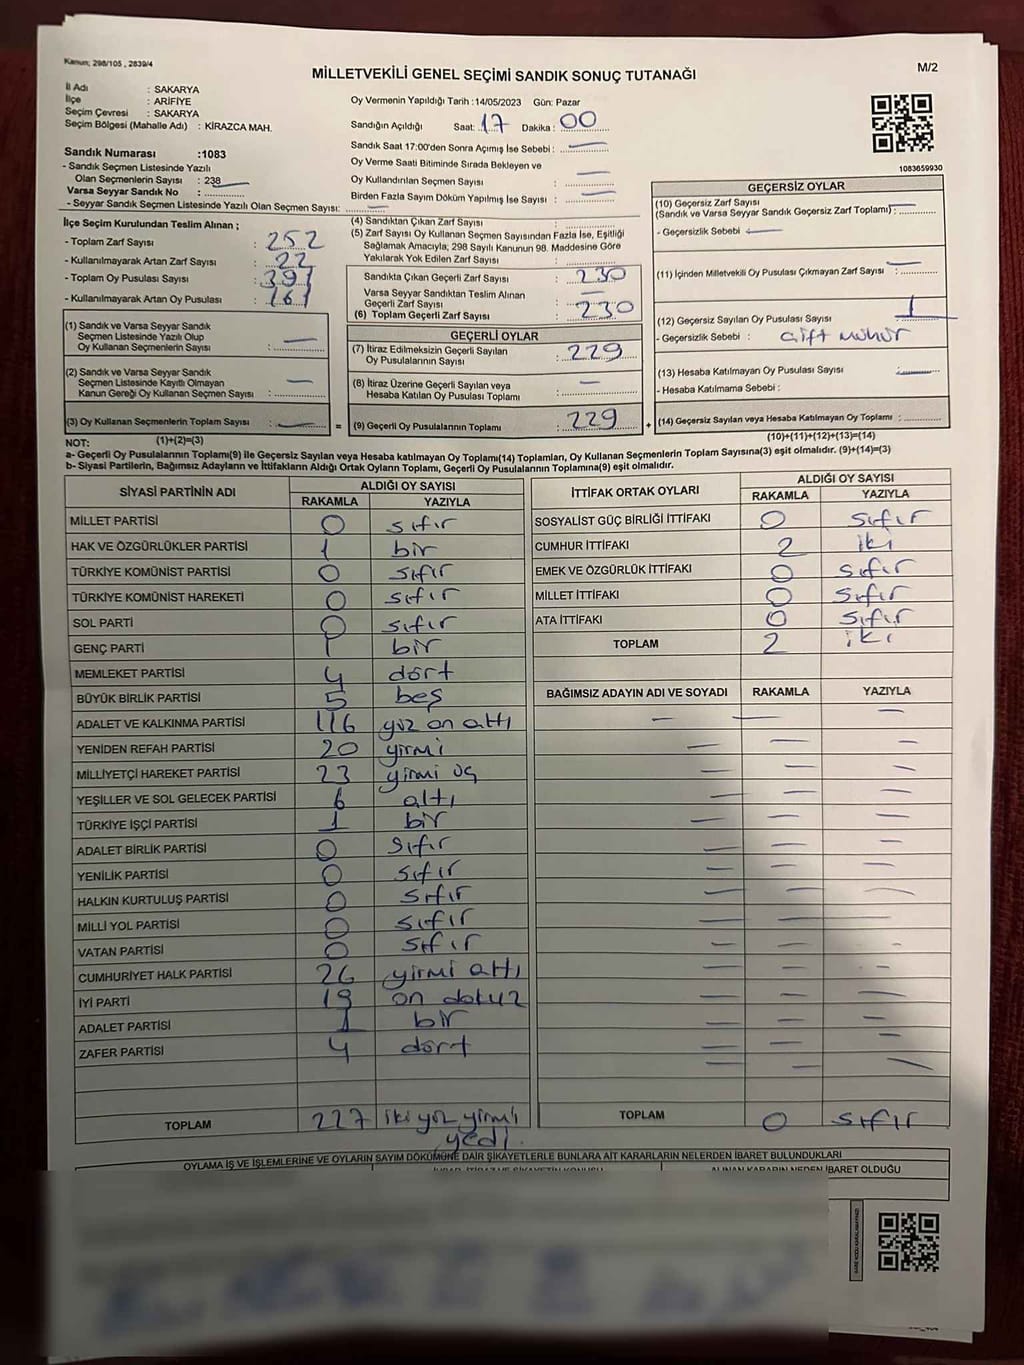 Kanun; 298/105 , 2839/4
MİLLETVEKİLİ GENEL SEÇİMİ SANDIK SONUÇ TUTANAĞI
M/2
İl Adı : SAKARYA
İlçe : ARİFİYE
Seçim Çevresi : SAKARYA
Seçim Bölgesi (Mahalle Adı) : KİRAZCA MAH.
Sandık Numarası :1083
- Sandık Seçmen Listesinde Yazılı
Olan Seçmenlerin Sayısı : 238
Varsa Seyyar Sandık No :
- Seyyar Sandık Seçmen Listesinde Yazılı Olan Seçmen Sayısı:
Oy Vermenin Yapıldığı Tarih :14/05/2023 Gün: Pazar
Sandığın Açıldığı Saat: 17 Dakika : 00
Sandık Saat 17:00'den Sonra Açımış İse Sebebi : —
Oy Verme Saati Bitiminde Sırada Bekleyen ve
Oy Kullandırılan Seçmen Sayısı : —
Birden Fazla Sayım Döküm Yapılmış İse Sayısı : —
1083659930
İlçe Seçim Kurulundan Teslim Alınan ;
- Toplam Zarf Sayısı : 252
- Kullanılmayarak Artan Zarf Sayısı : 22
- Toplam Oy Pusulası Sayısı : 391
- Kullanılmayarak Artan Oy Pusulası : 161
(1) Sandık ve Varsa Seyyar Sandık
Seçmen Listesinde Yazılı Olup
Oy Kullanan Seçmenlerin Sayısı : —
(2) Sandık ve Varsa Seyyar Sandık
Seçmen Listesinde Kayıtlı Olmayan
Kanun Gereği Oy Kullanan Seçmen Sayısı : —
(3) Oy Kullanan Seçmenlerin Toplam Sayısı : —
(4) Sandıktan Çıkan Zarf Sayısı :
(5) Zarf Sayısı Oy Kullanan Seçmen Sayısından Fazla İse, Eşitliği
Sağlamak Amacıyla; 298 Sayılı Kanunun 98. Maddesine Göre
Yakılarak Yok Edilen Zarf Sayısı :
Sandıkta Çıkan Geçerli Zarf Sayısı : 230
Varsa Seyyar Sandıktan Teslim Alınan
Geçerli Zarf Sayısı : —
(6) Toplam Geçerli Zarf Sayısı : 230
GEÇERLİ OYLAR
(7) İtiraz Edilmeksizin Geçerli Sayılan
Oy Pusulalarının Sayısı : 229
(8) İtiraz Üzerine Geçerli Sayılan veya
Hesaba Katılan Oy Pusulası Toplamı : —
= (9) Geçerli Oy Pusulalarının Toplamı : 229 +
GEÇERSİZ OYLAR
(10) Geçersiz Zarf Sayısı
(Sandık ve Varsa Seyyar Sandık Geçersiz Zarf Toplamı) : —
- Geçersizlik Sebebi : —
(11) İçinden Milletvekili Oy Pusulası Çıkmayan Zarf Sayısı : —
(12) Geçersiz Sayılan Oy Pusulası Sayısı : 1
- Geçersizlik Sebebi : çift mühür
(13) Hesaba Katılmayan Oy Pusulası Sayısı : —
- Hesaba Katılmama Sebebi :
(14) Geçersiz Sayılan veya Hesaba Katılmayan Oy Toplamı :
NOT: (1)+(2)=(3) (10)+(11)+(12)+(13)=(14)
a- Geçerli Oy Pusulalarının Toplamı(9) ile Geçersiz Sayılan veya Hesaba katılmayan Oy Toplamı(14) Toplamları, Oy Kullanan Seçmenlerin Toplam Sayısına(3) eşit olmalıdır. (9)+(14)=(3)
b- Siyasi Partilerin, Bağımsız Adayların ve İttifakların Aldığı Ortak Oyların Toplamı, Geçerli Oy Pusulalarının Toplamına(9) eşit olmalıdır.
SİYASİ PARTİNİN ADI ALDIĞI OY SAYISI
RAKAMLA YAZIYLA
MİLLET PARTİSİ 0 sıfır
HAK VE ÖZGÜRLÜKLER PARTİSİ 1 bir
TÜRKİYE KOMÜNİST PARTİSİ 0 sıfır
TÜRKİYE KOMÜNİST HAREKETİ 0 sıfır
SOL PARTİ 0 sıfır
GENÇ PARTİ 1 bir
MEMLEKET PARTİSİ 4 dört
BÜYÜK BİRLİK PARTİSİ 5 beş
ADALET VE KALKINMA PARTİSİ 116 yüz on altı
YENİDEN REFAH PARTİSİ 20 yirmi
MİLLİYETÇİ HAREKET PARTİSİ 23 yirmi üç
YEŞİLLER VE SOL GELECEK PARTİSİ 6 altı
TÜRKİYE İŞÇİ PARTİSİ 1 bir
ADALET BİRLİK PARTİSİ 0 sıfır
YENİLİK PARTİSİ 0 sıfır
HALKIN KURTULUŞ PARTİSİ 0 sıfır
MİLLİ YOL PARTİSİ 0 sıfır
VATAN PARTİSİ 0 sıfır
CUMHURİYET HALK PARTİSİ 26 yirmi altı
İYİ PARTİ 19 on dokuz
ADALET PARTİSİ 1 bir
ZAFER PARTİSİ 4 dört
TOPLAM 227 iki yüz yirmi
yedi.
İTTİFAK ORTAK OYLARI ALDIĞI OY SAYISI
RAKAMLA YAZIYLA
SOSYALİST GÜÇ BİRLİĞİ İTTİFAKI 0 sıfır
CUMHUR İTTİFAKI 2 iki
EMEK VE ÖZGÜRLÜK İTTİFAKI 0 sıfır
MİLLET İTTİFAKI 0 sıfır
ATA İTTİFAKI 0 sıfır
TOPLAM 2 iki
BAĞIMSIZ ADAYIN ADI VE SOYADI RAKAMLA YAZIYLA
TOPLAM 0 sıfır
OYLAMA İŞ VE İŞLEMLERİNE VE OYLARIN SAYIM DÖKÜMÜNE DAİR ŞİKAYETLERLE BUNLARA AİT KARARLARIN NELERDEN İBARET BULUNDUKLARI
ALINAN KARARIN NEDEN İBARET OLDUĞU